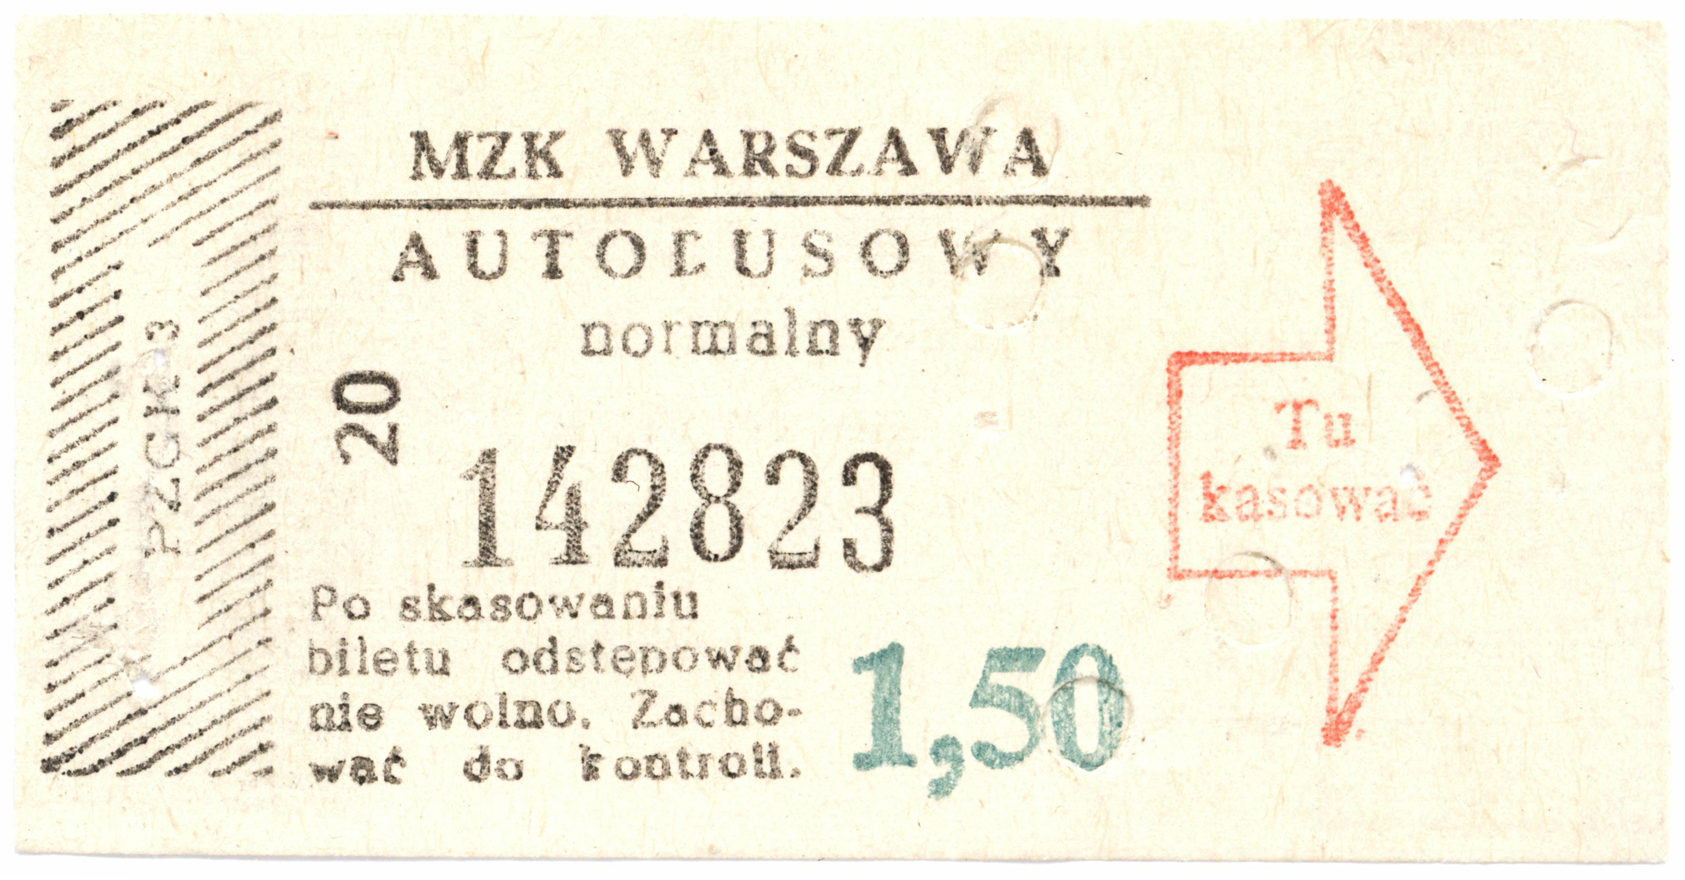 MZK WARSZAWA
AUTOBUSOWY
normalny
PZGK 3
20
142823
Po skasowaniu
biletu odstępować
nie wolno. Zacho-
wać do kontroli.
1,50
Tu
kasować